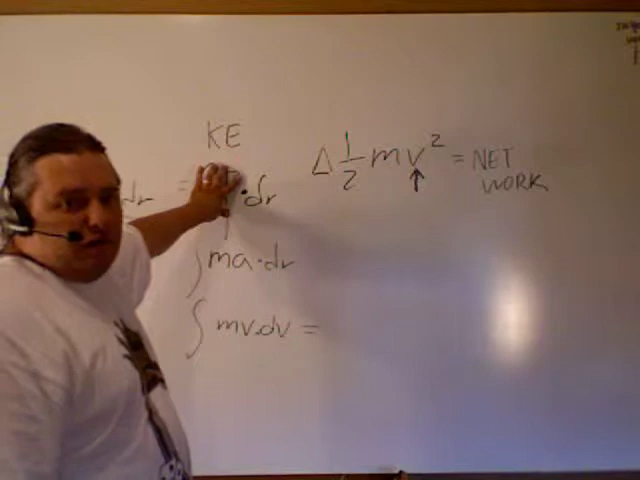 KE
Δ 1/2 mv² = NET
WORK
dr = · dr
∫ ma · dr
∫ mv · dv =